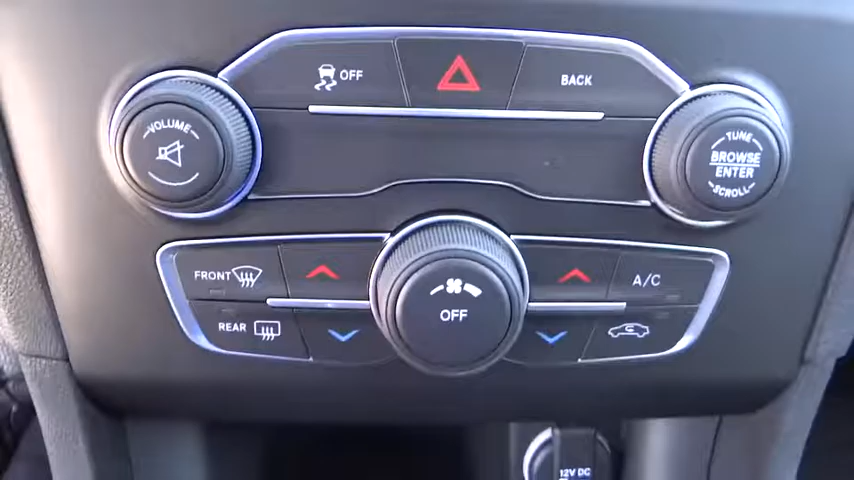 OFF
BACK
VOLUME
TUNE
BROWSE
ENTER
SCROLL
FRONT
A/C
OFF
REAR
12V DC